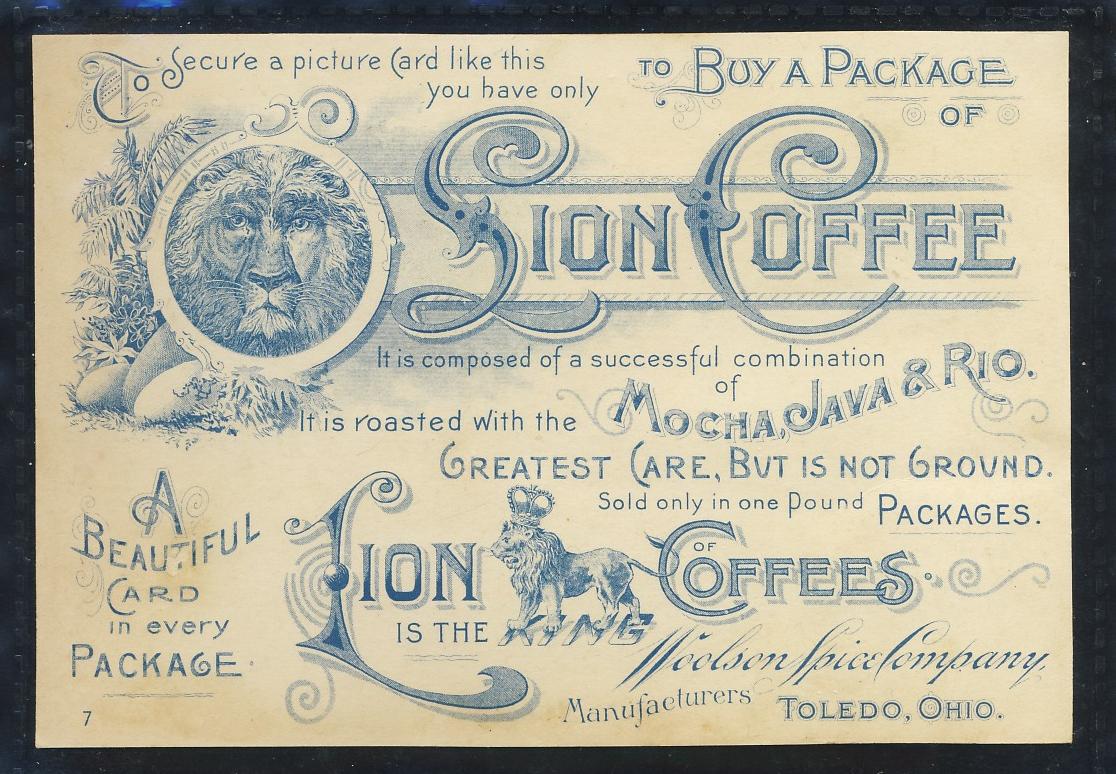 To Secure a picture Card like this
you have only
TO BUY A PACKAGE
OF
LION COFFEE
It is composed of a successful combination
of
MOCHA, JAVA & RIO.
It is roasted with the
GREATEST CARE, BUT IS NOT GROUND.
Sold only in one Pound PACKAGES.
A
BEAUTIFUL
CARD
in every
PACKAGE.
LION
IS THE KING
OF
COFFEES.
Woolson Spice Company,
Manufacturers TOLEDO, OHIO.
7